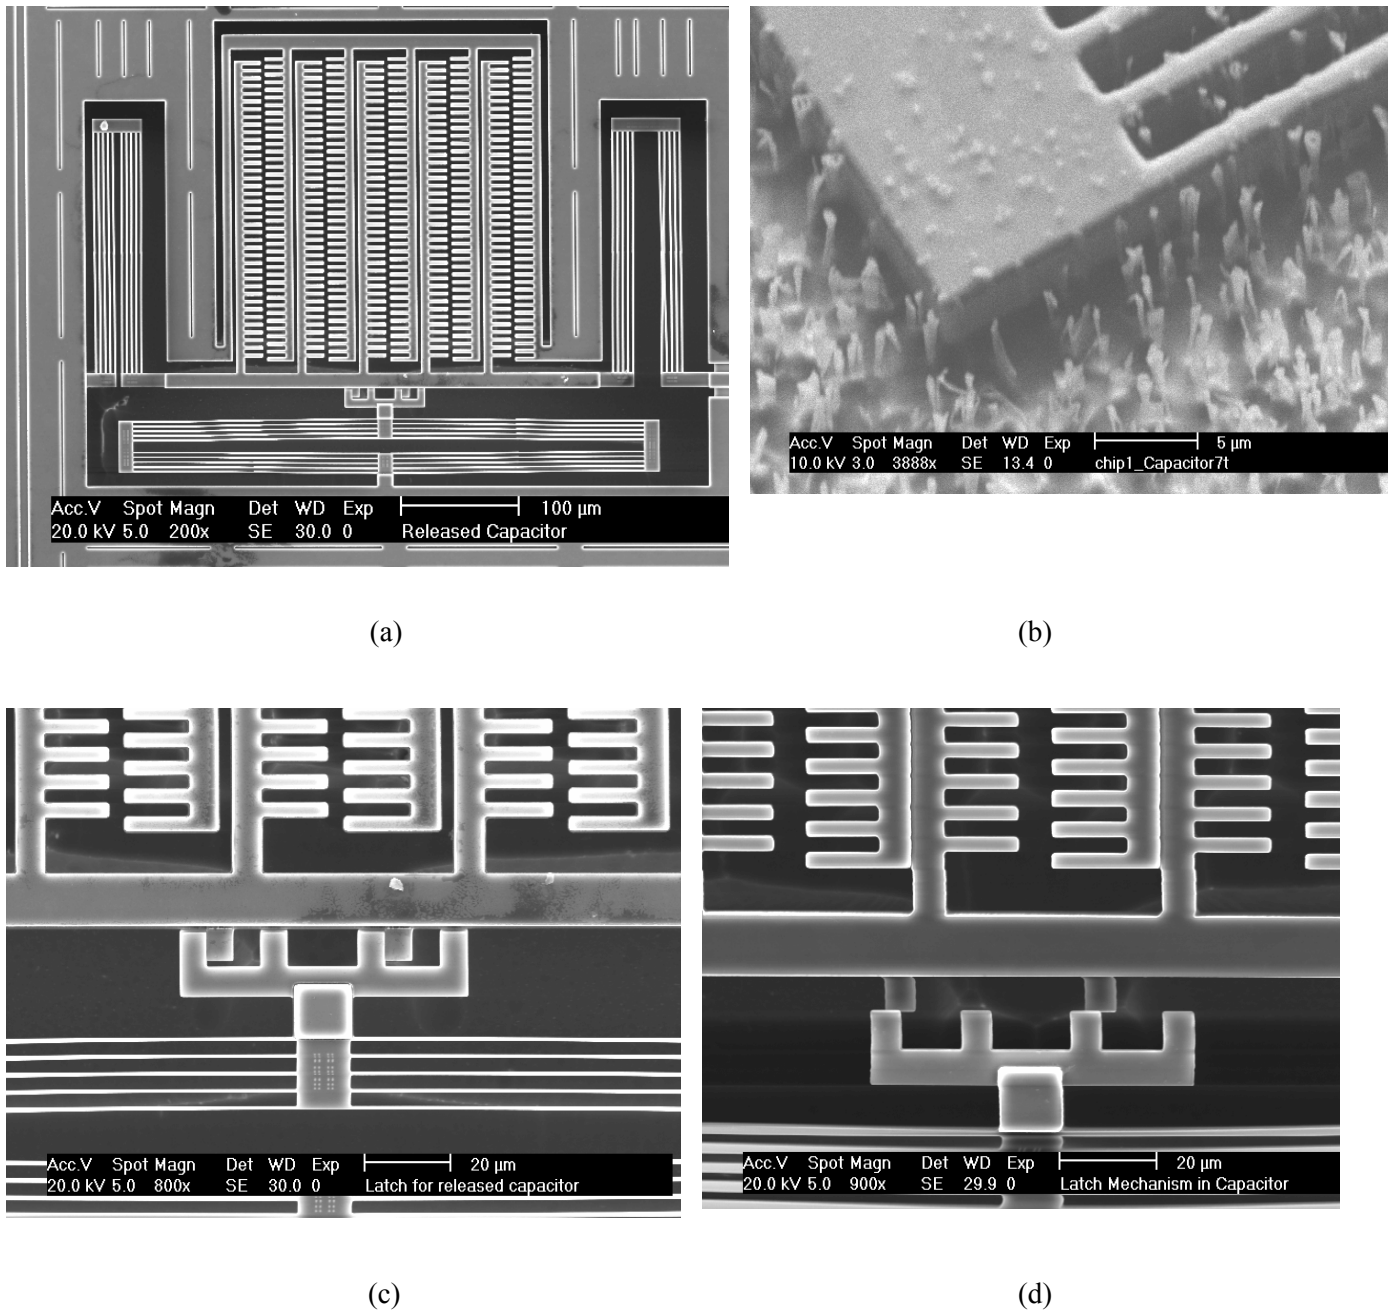 Acc.V Spot Magn Det WD Exp 100 µm
20.0 kV 5.0 200x SE 30.0 0 Released Capacitor
Acc.V Spot Magn Det WD Exp 5 µm
10.0 kV 3.0 3888x SE 13.4 0 chip1_Capacitor7t
(a)
(b)
Acc.V Spot Magn Det WD Exp 20 µm
20.0 kV 5.0 800x SE 30.0 0 Latch for released capacitor
Acc.V Spot Magn Det WD Exp 20 µm
20.0 kV 5.0 900x SE 29.9 0 Latch Mechanism in Capacitor
(c)
(d)